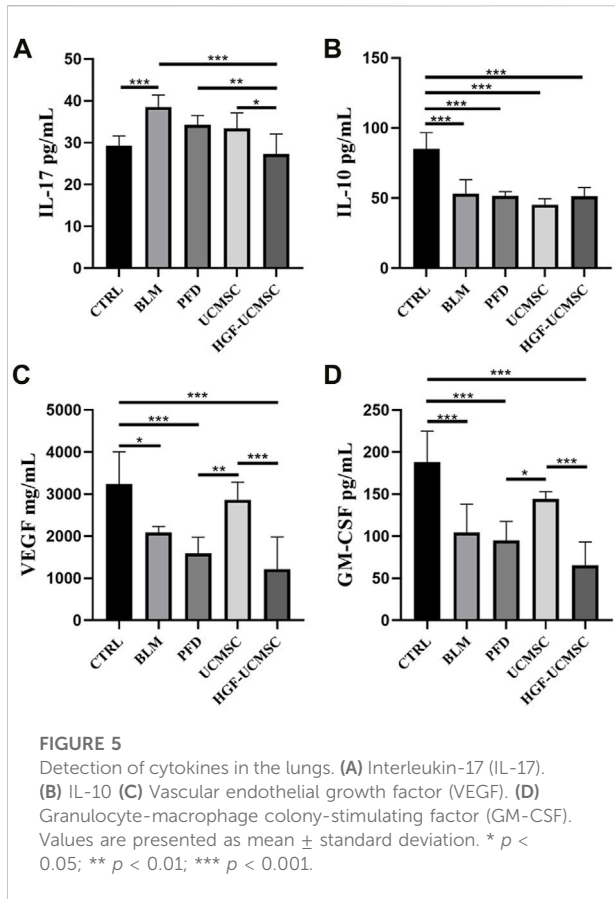 A
IL-17 pg/mL
50
40
30
20
10
0
***
***
**
*
CTRL
BLM
PFD
UCMSC
HGF-UCMSC
B
IL-10 pg/mL
150
100
50
0
***
***
***
***
CTRL
BLM
PFD
UCMSC
HGF-UCMSC
C
VEGF mg/mL
5000
4000
3000
2000
1000
0
***
***
*
**
***
CTRL
BLM
PFD
UCMSC
HGF-UCMSC
D
GM-CSF pg/mL
250
200
150
100
50
0
***
***
***
*
***
CTRL
BLM
PFD
UCMSC
HGF-UCMSC
FIGURE 5
Detection of cytokines in the lungs. (A) Interleukin-17 (IL-17).
(B) IL-10 (C) Vascular endothelial growth factor (VEGF). (D)
Granulocyte-macrophage colony-stimulating factor (GM-CSF).
Values are presented as mean ± standard deviation. * p <
0.05; ** p < 0.01; *** p < 0.001.